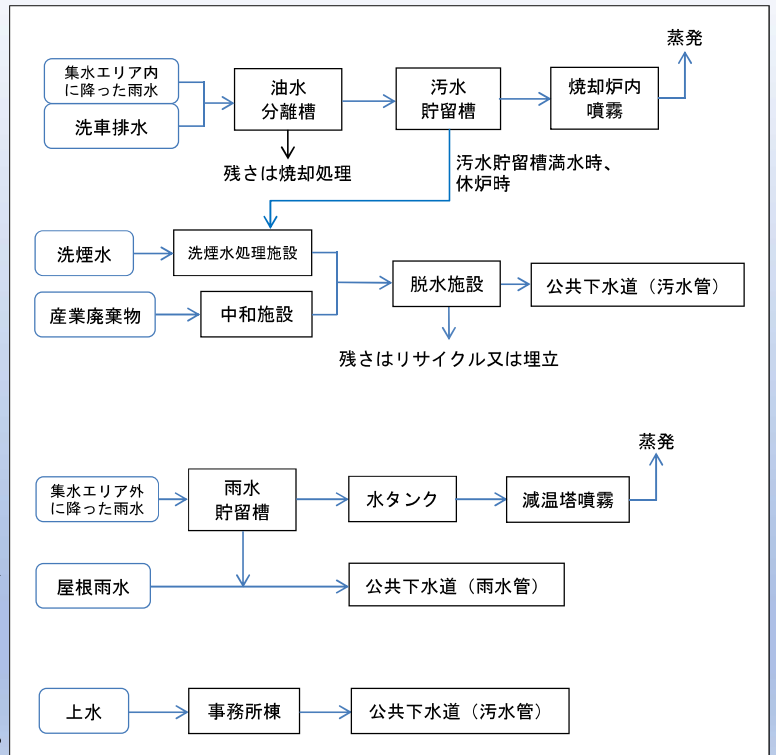 蒸発
集水エリア内
に降った雨水
洗車排水
油水
分離槽
汚水
貯留槽
焼却炉内
噴霧
残さは焼却処理
汚水貯留槽満水時、
休炉時
洗煙水
洗煙水処理施設
産業廃棄物
中和施設
脱水施設
公共下水道（汚水管）
残さはリサイクル又は埋立
蒸発
集水エリア外
に降った雨水
雨水
貯留槽
水タンク
減温塔噴霧
屋根雨水
公共下水道（雨水管）
上水
事務所棟
公共下水道（汚水管）